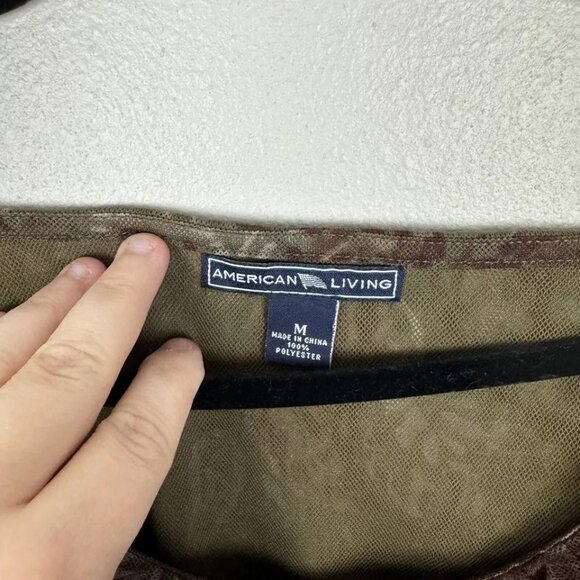 AMERICAN LIVING
M
MADE IN CHINA
100%
POLYESTER